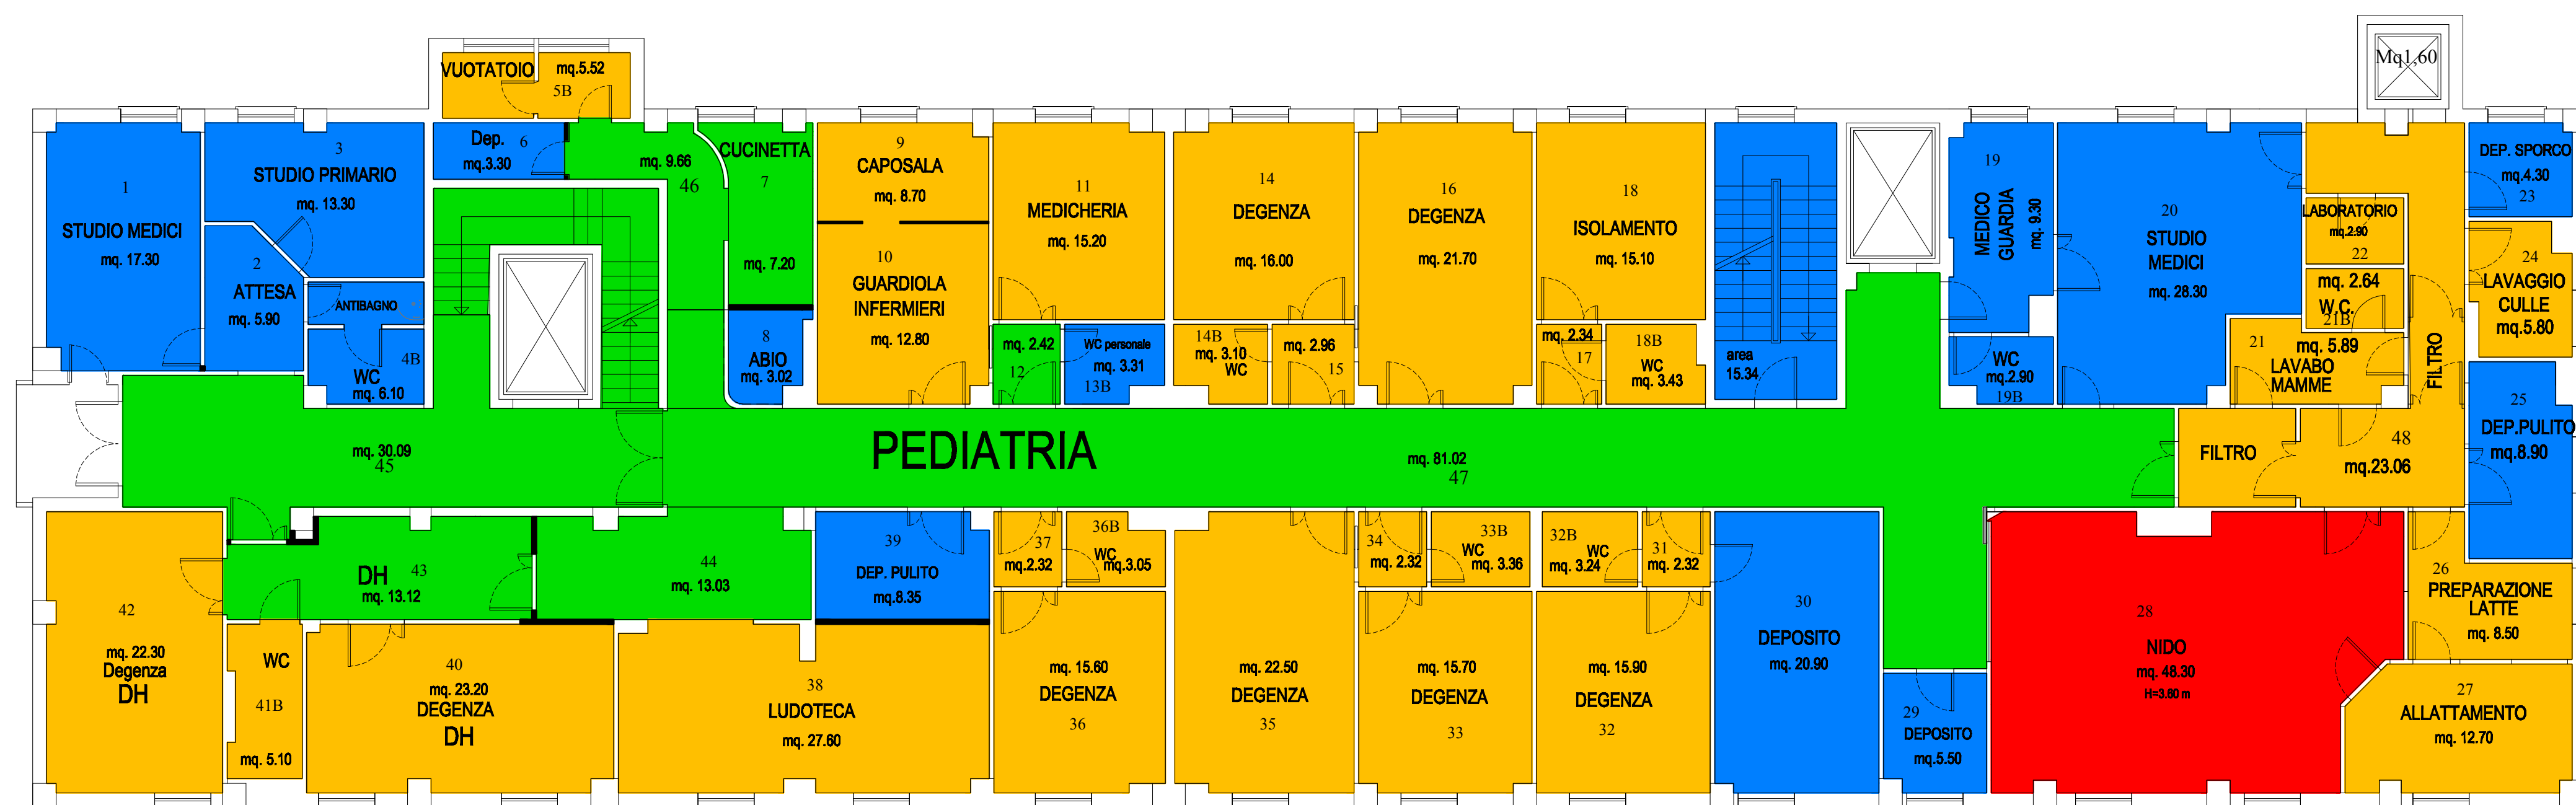 Mq1,60
VUOTATOIO
mq.5.52
5B
1
STUDIO MEDICI
mq. 17.30
3
STUDIO PRIMARIO
mq. 13.30
2
ATTESA
mq. 5.90
ANTIBAGNO
4B
WC
mq. 6.10
Dep.
6
mq.3.30
mq. 9.66
46
CUCINETTA
7
mq. 7.20
8
ABIO
mq. 3.02
9
CAPOSALA
mq. 8.70
10
GUARDIOLA
INFERMIERI
mq. 12.80
11
MEDICHERIA
mq. 15.20
mq. 2.42
12
WC personale
mq. 3.31
13B
14
DEGENZA
mq. 16.00
14B
mq. 3.10
WC
mq. 2.96
15
16
DEGENZA
mq. 21.70
18
ISOLAMENTO
mq. 15.10
mq. 2.34
17
18B
WC
mq. 3.43
area
15.34
19
MEDICO
GUARDIA
mq. 9.30
WC
mq.2.90
19B
20
STUDIO
MEDICI
mq. 28.30
LABORATORIO
mq.2.90
22
mq. 2.64
W.C.
21B
21
mq. 5.89
LAVABO
MAMME
FILTRO
DEP. SPORCO
mq.4.30
23
24
LAVAGGIO
CULLE
mq.5.80
25
DEP.PULITO
mq.8.90
mq. 30.09
45
PEDIATRIA
mq. 81.02
47
FILTRO
48
mq.23.06
42
mq. 22.30
Degenza
DH
DH
43
mq. 13.12
WC
41B
mq. 5.10
40
mq. 23.20
DEGENZA
DH
44
mq. 13.03
38
LUDOTECA
mq. 27.60
39
DEP. PULITO
mq.8.35
37
mq.2.32
36B
WC
mq.3.05
mq. 15.60
DEGENZA
36
mq. 22.50
DEGENZA
35
34
mq. 2.32
33B
WC
mq. 3.36
mq. 15.70
DEGENZA
33
32B
WC
mq. 3.24
31
mq. 2.32
mq. 15.90
DEGENZA
32
30
DEPOSITO
mq. 20.90
29
DEPOSITO
mq.5.50
28
NIDO
mq. 48.30
H=3.60 m
26
PREPARAZIONE
LATTE
mq. 8.50
27
ALLATTAMENTO
mq. 12.70